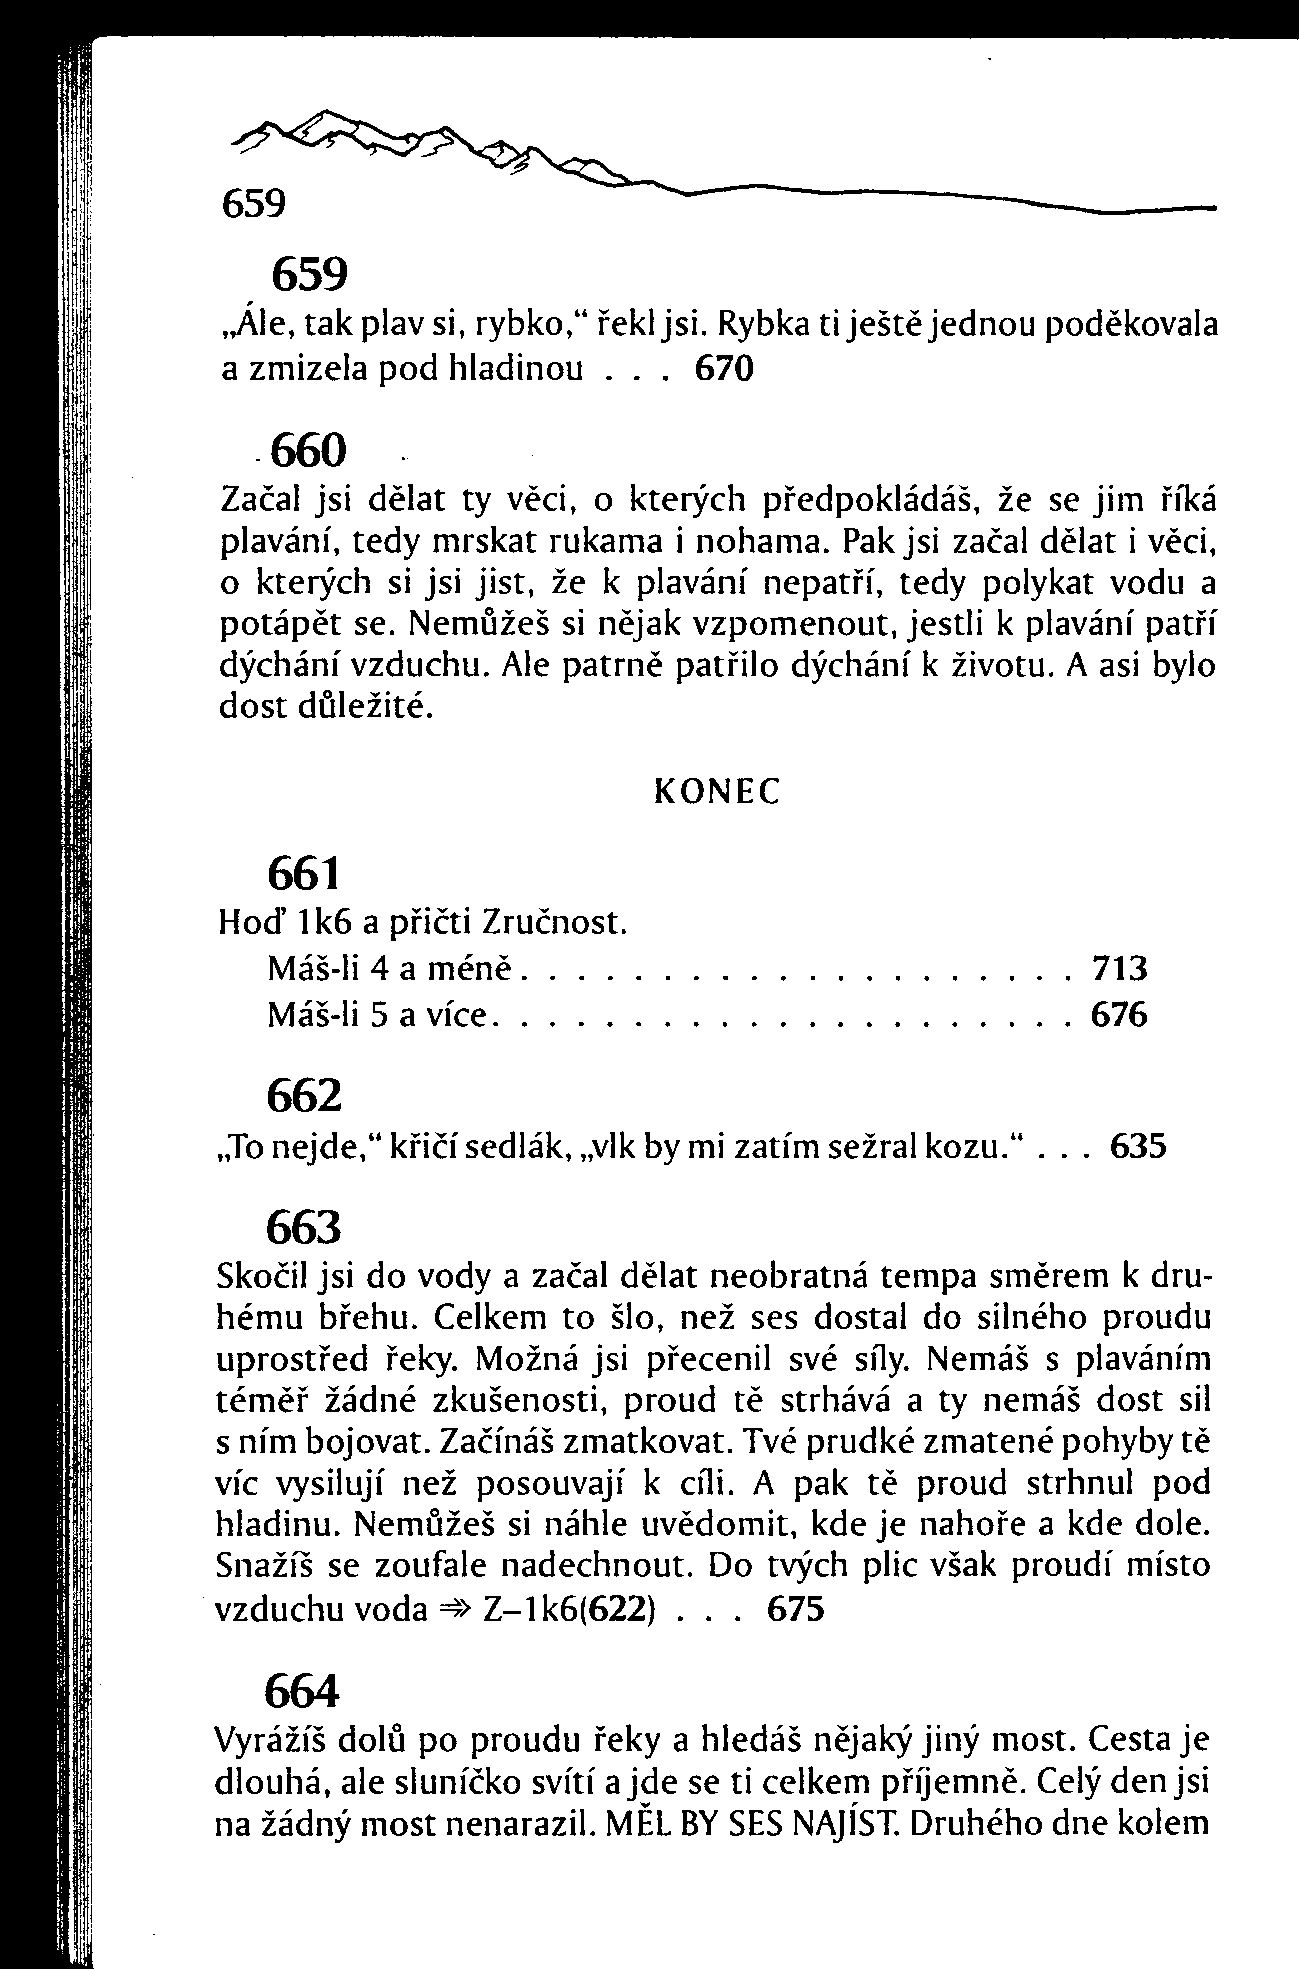 659
659
„Ále, tak plav si, rybko,“ řekl jsi. Rybka ti ještě jednou poděkovala
a zmizela pod hladinou . . . 670
660
Začal jsi dělat ty věci, o kterých předpokládáš, že se jim říká
plavání, tedy mrskat rukama i nohama. Pak jsi začal dělat i věci,
o kterých si jsi jist, že k plavání nepatří, tedy polykat vodu a
potápět se. Nemůžeš si nějak vzpomenout, jestli k plavání patří
dýchání vzduchu. Ale patrně patřilo dýchání k životu. A asi bylo
dost důležité.
KONEC
661
Hoď 1k6 a přičti Zručnost.
Máš-li 4 a méně. . . . . . . . . . . . . . . . . . . . 713
Máš-li 5 a více. . . . . . . . . . . . . . . . . . . . . 676
662
„To nejde,“ křičí sedlák, „vlk by mi zatím sežral kozu.“ . . . 635
663
Skočil jsi do vody a začal dělat neobratná tempa směrem k dru-
hému břehu. Celkem to šlo, než ses dostal do silného proudu
uprostřed řeky. Možná jsi přecenil své síly. Nemáš s plaváním
téměř žádné zkušenosti, proud tě strhává a ty nemáš dost sil
s ním bojovat. Začínáš zmatkovat. Tvé prudké zmatené pohyby tě
víc vysilují než posouvají k cíli. A pak tě proud strhnul pod
hladinu. Nemůžeš si náhle uvědomit, kde je nahoře a kde dole.
Snažíš se zoufale nadechnout. Do tvých plic však proudí místo
vzduchu voda ⇒ Z–1k6(622) . . . 675
664
Vyrážíš dolů po proudu řeky a hledáš nějaký jiný most. Cesta je
dlouhá, ale sluníčko svítí a jde se ti celkem příjemně. Celý den jsi
na žádný most nenarazil. MĚL BY SES NAJÍST. Druhého dne kolem